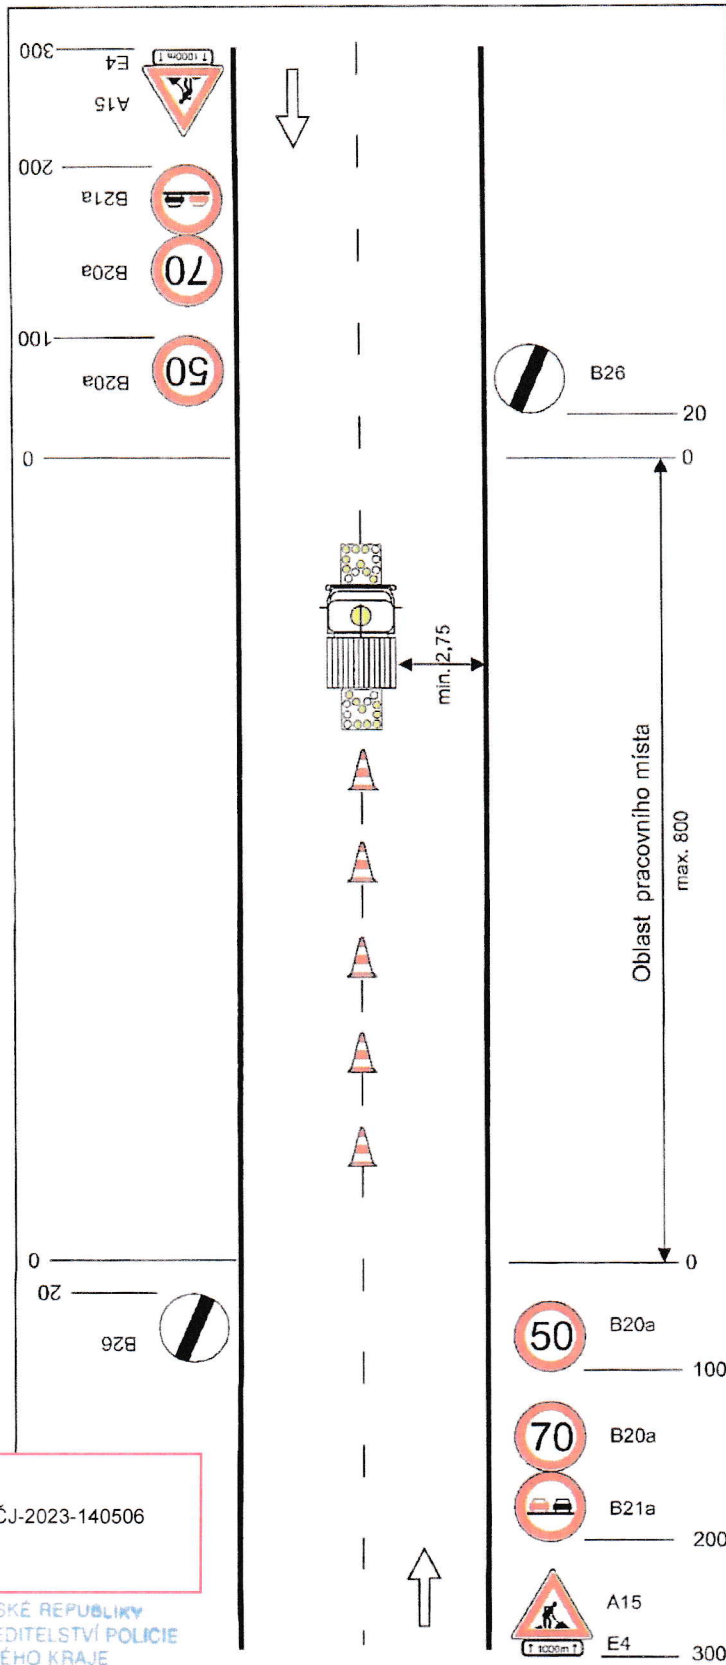 300
↑ 1000m ↑
E4
A15
200
B21a
70
B20a
100
50
B20a
B26
20
0
0
min. 2,75
Oblast pracovního místa
max. 800
0
0
20
B26
50
B20a
100
70
B20a
B21a
200
A15
↑ 1000m ↑
E4
300
ČJ-2023-140506
SKÉ REPUBLIKY
EDITELSTVÍ POLICIE
ÉHO KRAJE